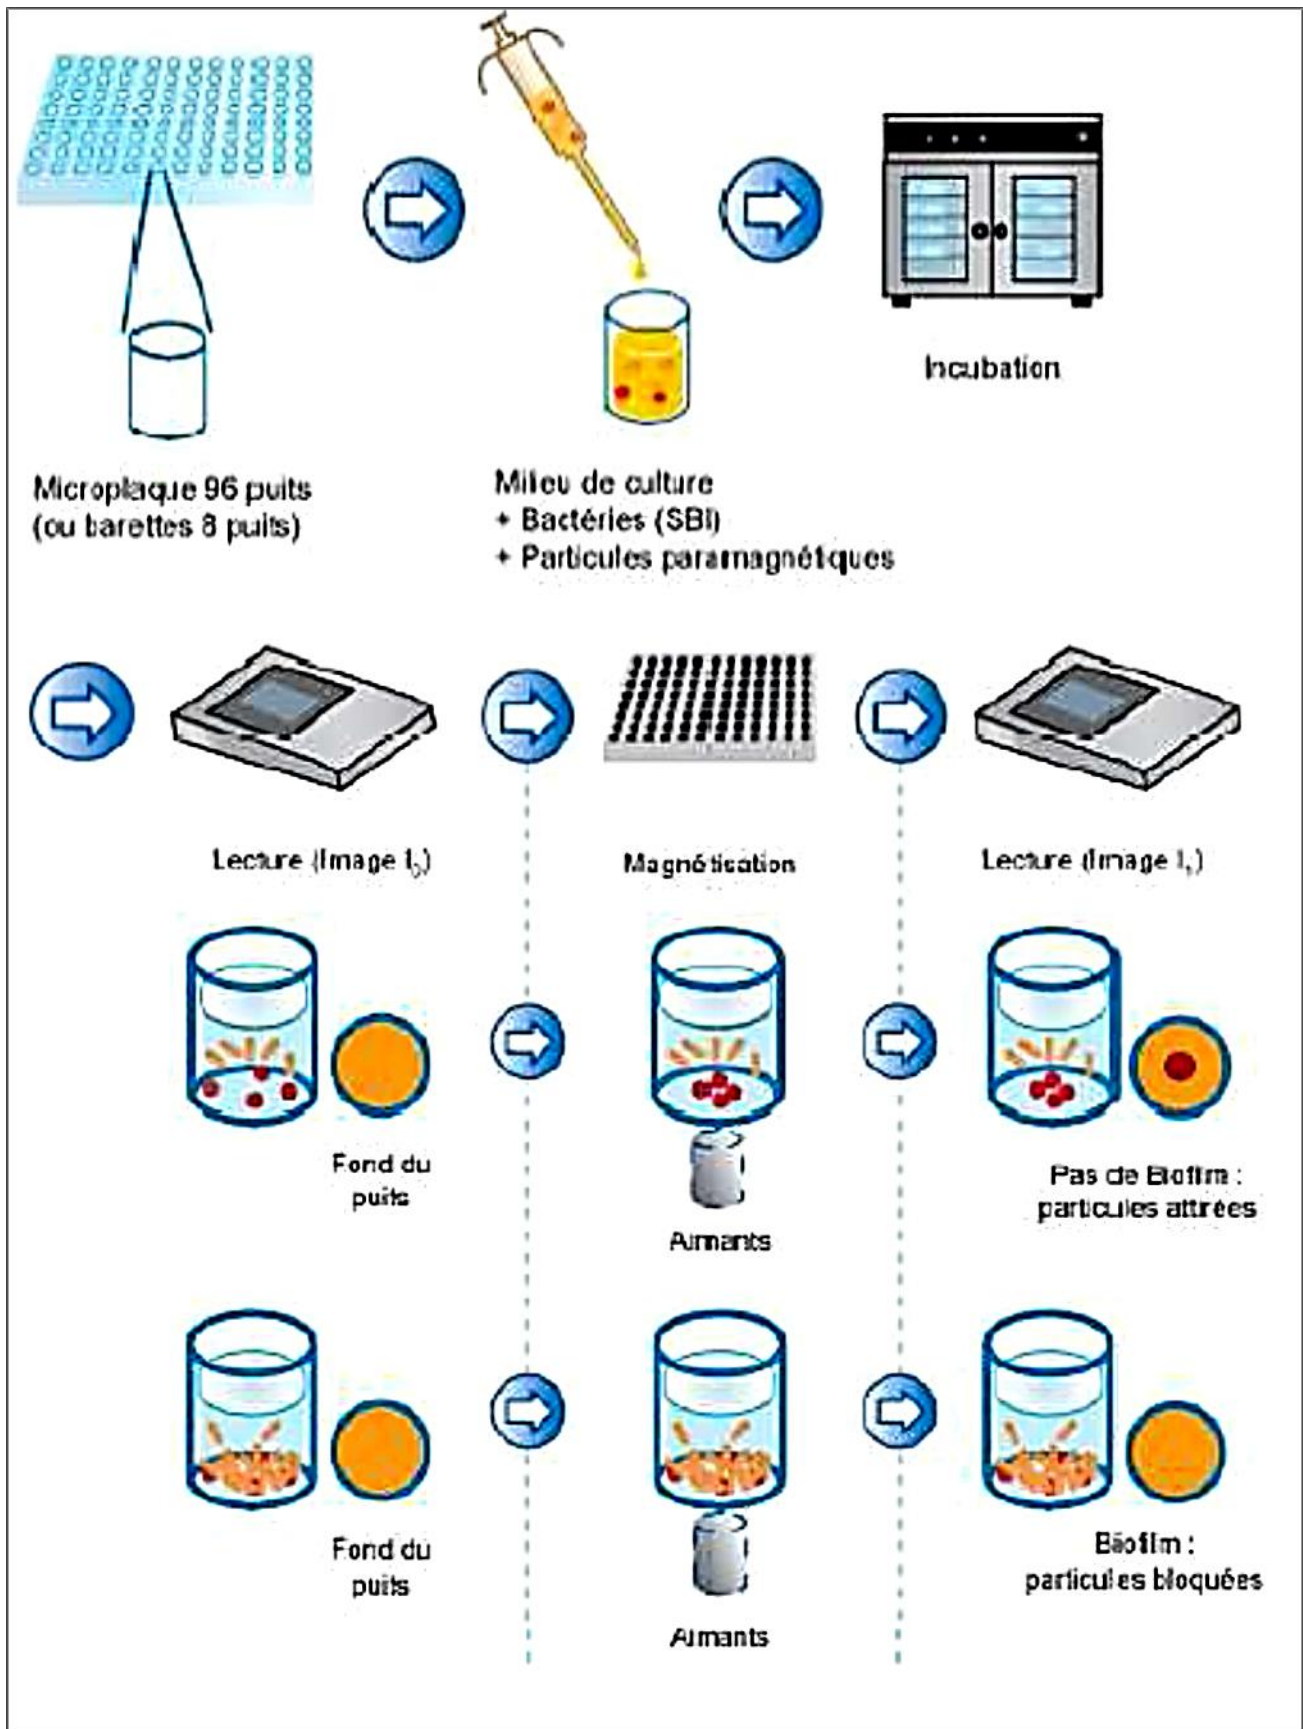 Microplaque 96 puits
(ou barettes 8 puits)
Milieu de culture
+ Bactéries (SBI)
+ Particules paramagnétiques
Incubation
Lecture (Image I₀)
Magnétisation
Lecture (Image I₁)
Fond du
puits
Aimants
Pas de Biofilm :
particules attirées
Fond du
puits
Aimants
Biofilm :
particules bloquées